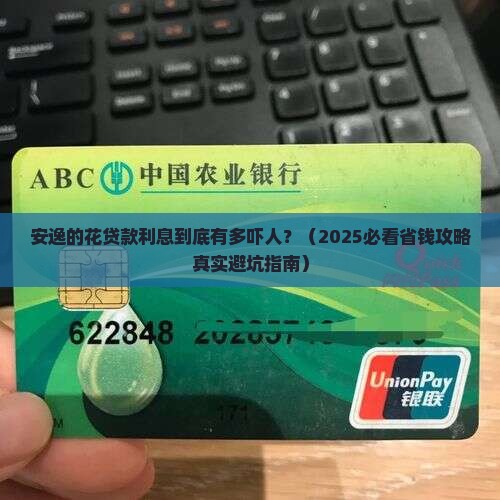 ABC 中国农业银行
安逸的花贷款利息到底有多吓人？（2025必看省钱攻略
真实避坑指南）
622848
171
UnionPay
银联